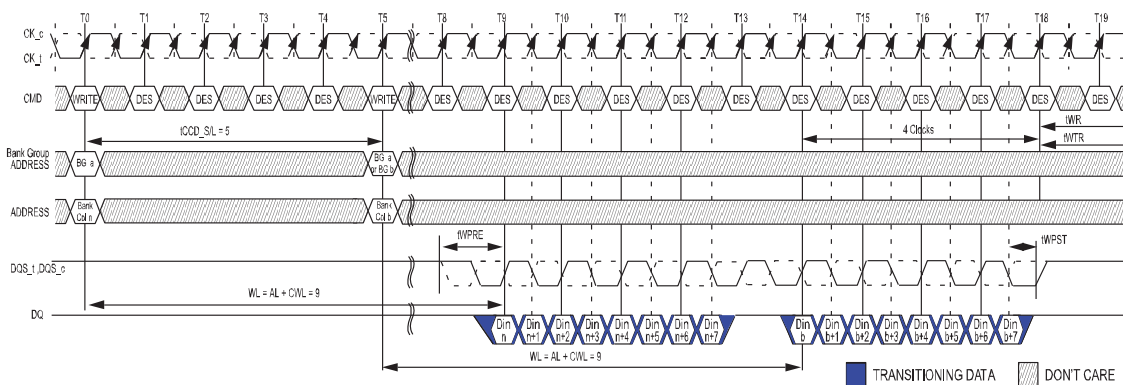 T0 T1 T2 T3 T4 T5 T8 T9 T10 T11 T12 T13 T14 T15 T16 T17 T18 T19
CK_c
CK_t
CMD WRITE DES DES DES DES WRITE DES DES DES DES DES DES DES DES DES DES DES DES
tCCD_S/L = 5
4 Clocks
tWR
tWTR
Bank Group
ADDRESS
BG a
BG a
or BG b
ADDRESS
Bank
Col n
Bank
Col b
tWPRE
tWPST
DQS_t,DQS_c
WL = AL + CWL = 9
DQ
Din
n
Din
n+1
Din
n+2
Din
n+3
Din
n+4
Din
n+5
Din
n+6
Din
n+7
Din
b
Din
b+1
Din
b+2
Din
b+3
Din
b+4
Din
b+5
Din
b+6
Din
b+7
WL = AL + CWL = 9
TRANSITIONING DATA
DON'T CARE